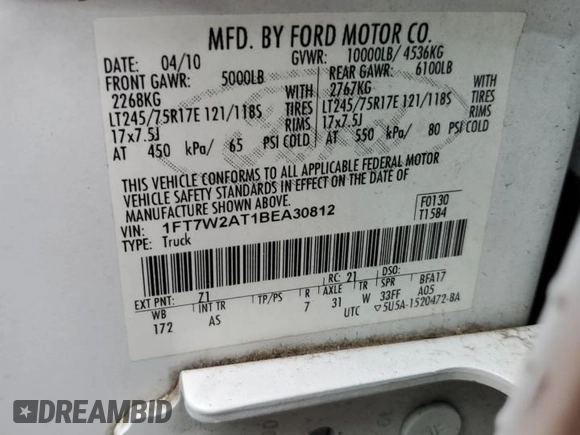 MFD. BY FORD MOTOR CO.
DATE: 04/10 GVWR: 10000LB/ 4536KG
FRONT GAWR: 5000LB REAR GAWR: 6100LB
2268KG WITH 2767KG WITH
LT245/75R17E 121/118S TIRES LT245/75R17E 121/118S TIRES
17x7.5J RIMS 17x7.5J RIMS
AT 450 kPa/ 65 PSI COLD AT 550 kPa/ 80 PSI COLD
THIS VEHICLE CONFORMS TO ALL APPLICABLE FEDERAL MOTOR
VEHICLE SAFETY STANDARDS IN EFFECT ON THE DATE OF
MANUFACTURE SHOWN ABOVE.
VIN: 1FT7W2AT1BEA30812 F0130
TYPE: Truck T1584
EXT PNT: Z1 RC: 21 DSO:
WB INT TR TP/PS R AXLE TR SPR BFA17
172 AS 7 31 W 33FF A05
UTC ▽5U5A-1520472-BA
DREAMBID